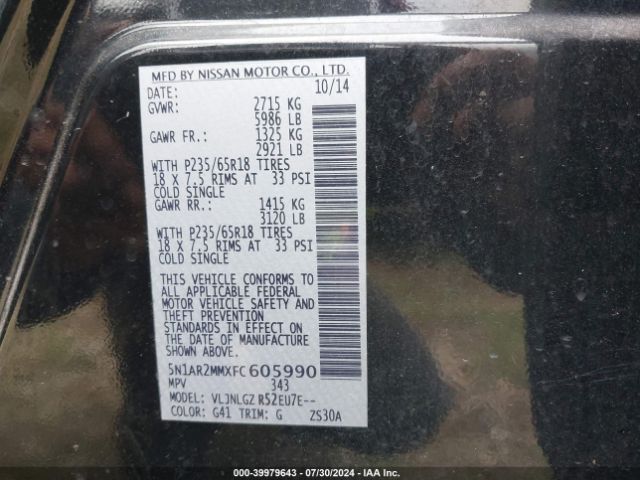 MFD BY NISSAN MOTOR CO., LTD.
DATE: 10/14
GVWR: 2715 KG
5986 LB
GAWR FR.: 1325 KG
2921 LB
WITH P235/65R18 TIRES
18 X 7.5 RIMS AT 33 PSI
COLD SINGLE
GAWR RR.: 1415 KG
3120 LB
WITH P235/65R18 TIRES
18 X 7.5 RIMS AT 33 PSI
COLD SINGLE
THIS VEHICLE CONFORMS TO
ALL APPLICABLE FEDERAL
MOTOR VEHICLE SAFETY AND
THEFT PREVENTION
STANDARDS IN EFFECT ON
THE DATE OF MANUFACTURE
SHOWN ABOVE.
5N1AR2MMXFC605990
MPV 343
MODEL: VLJNLGZ R52EU7E--
COLOR: G41 TRIM: G ZS30A
000-39979643 / 07/30/2024 - IAA Inc.